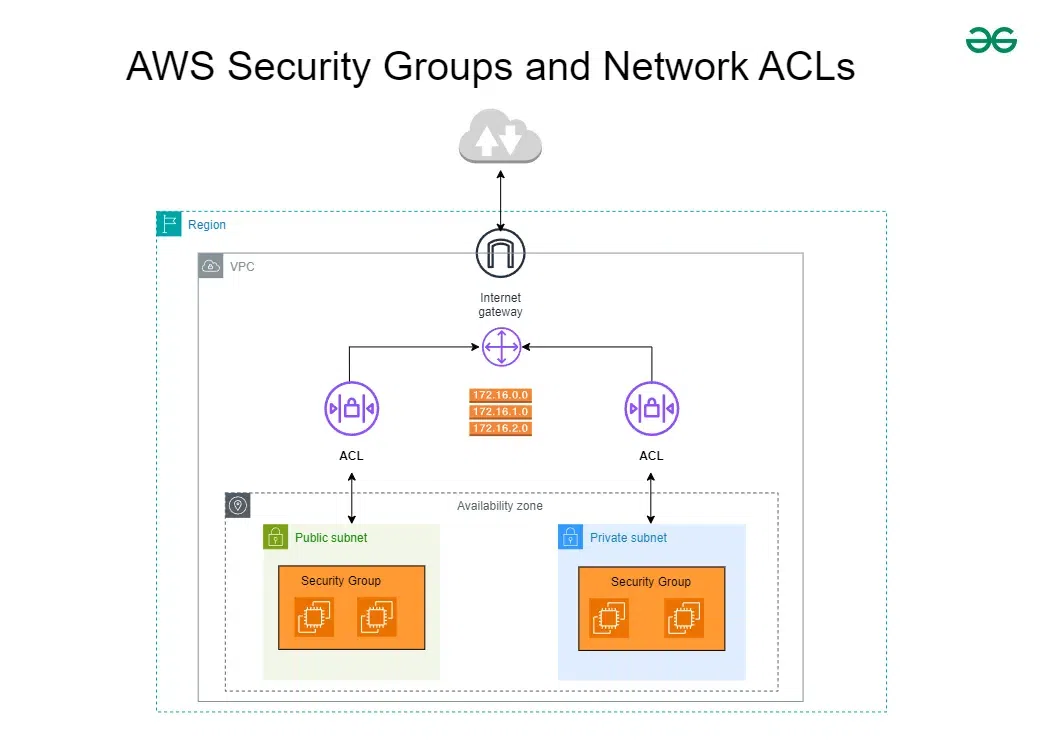 AWS Security Groups and Network ACLs
Region
VPC
Internet
gateway
172.16.0.0
172.16.1.0
172.16.2.0
ACL
ACL
Availability zone
Public subnet
Private subnet
Security Group
Security Group